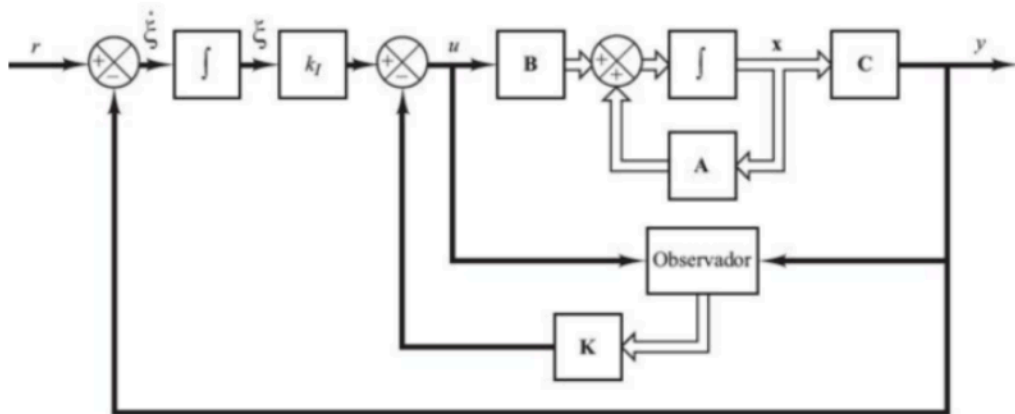 r
+
−
ξ̇
∫
ξ
k_I
+
−
u
B
+
+
∫
x
C
y
A
Observador
K